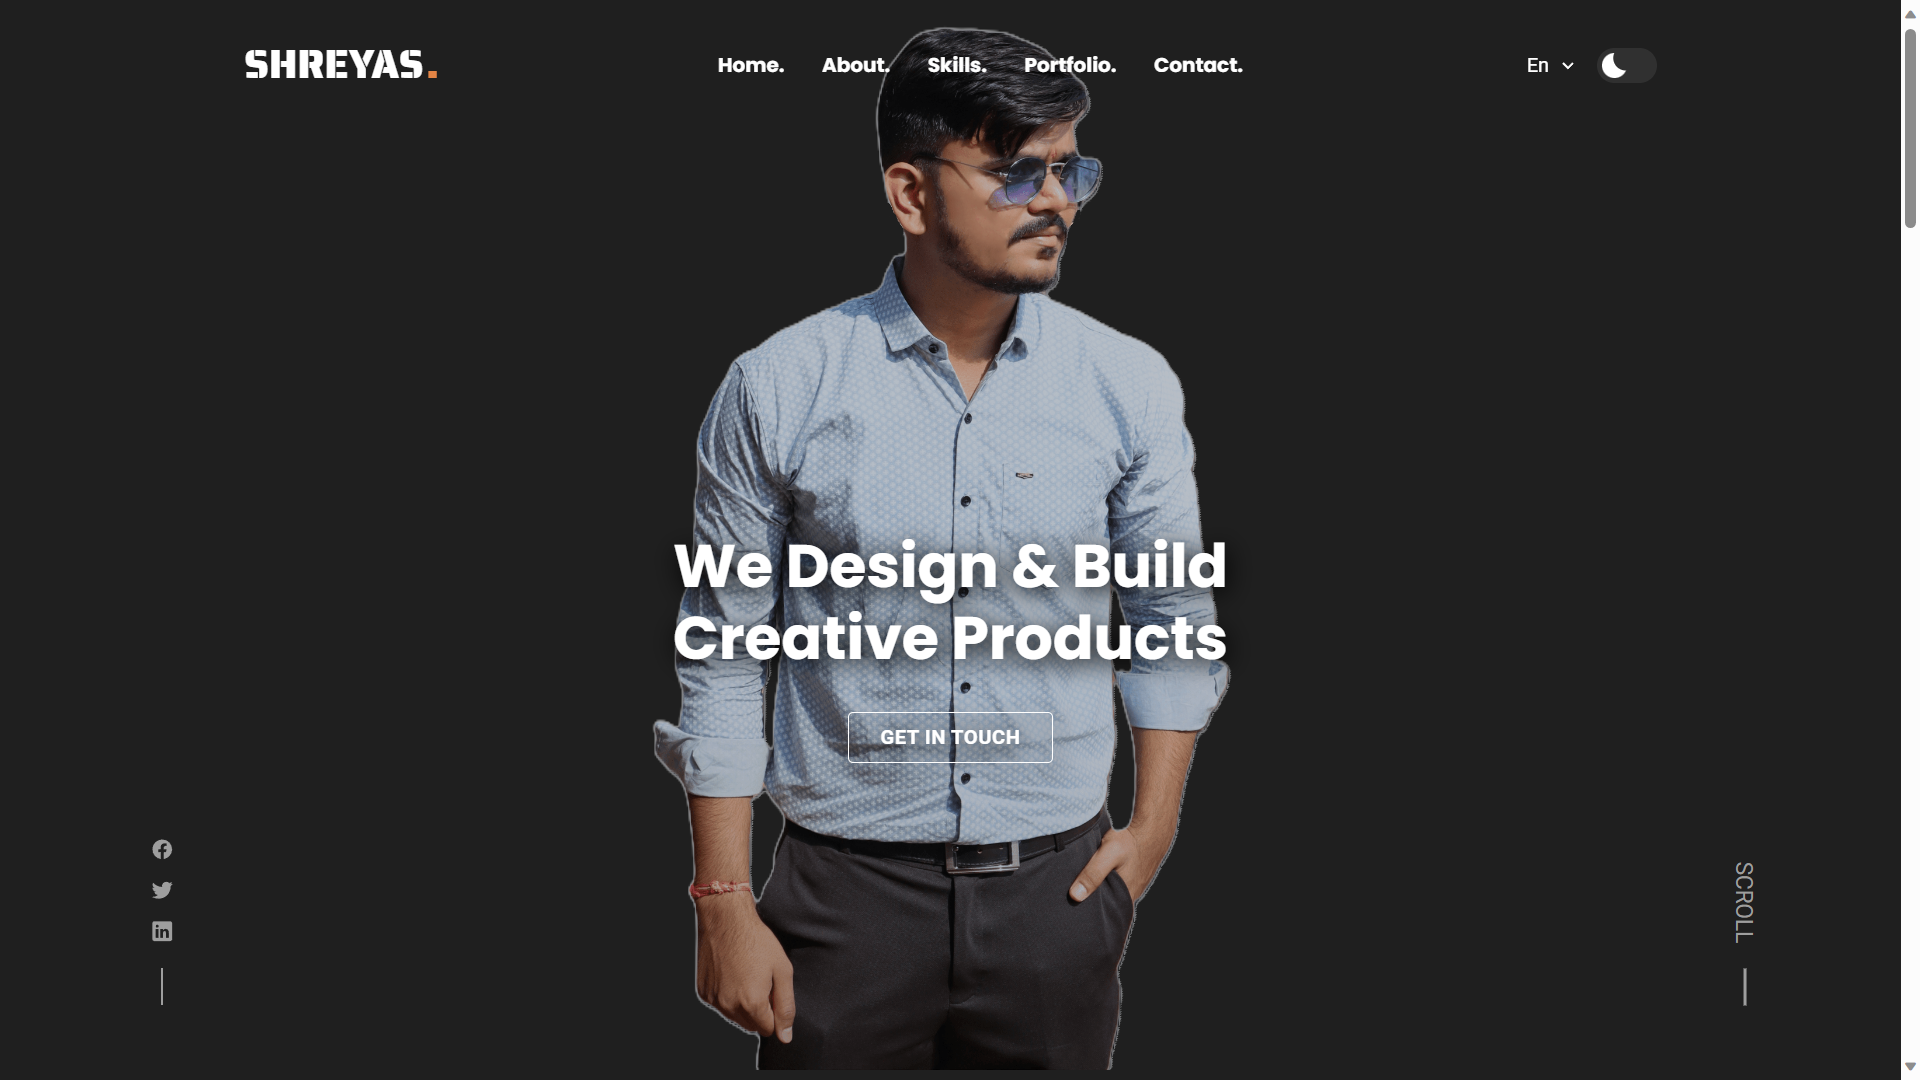 SHREYAS.
Home. About. Skills. Portfolio. Contact.
En
We Design & Build
Creative Products
GET IN TOUCH
SCROLL